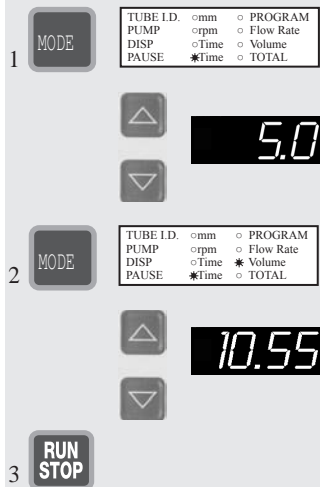 1 MODE
TUBE I.D. ○mm ○ PROGRAM
PUMP ○rpm ○ Flow Rate
DISP ○Time ○ Volume
PAUSE ☀Time ○ TOTAL
5.0
2 MODE
TUBE I.D. ○mm ○ PROGRAM
PUMP ○rpm ○ Flow Rate
DISP ○Time ☀ Volume
PAUSE ☀Time ○ TOTAL
10.55
3 RUN
STOP